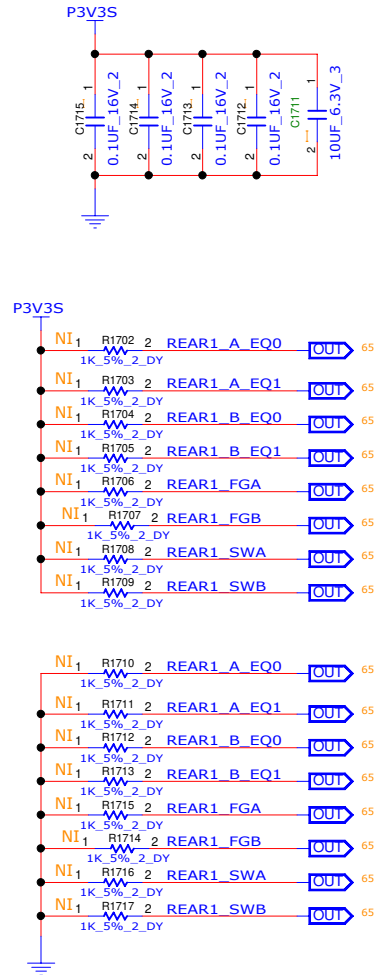 P3V3S
C1715.. 1 2 0.1UF_16V_2
C1714.. 1 2 0.1UF_16V_2
C1713.. 1 2 0.1UF_16V_2
C1712.. 1 2 0.1UF_16V_2
C1711 1 2 10UF_6.3V_3
P3V3S
NI 1 R1702 2 REAR1_A_EQ0 OUT 65
1K_5%_2_DY
NI 1 R1703 2 REAR1_A_EQ1 OUT 65
1K_5%_2_DY
NI 1 R1704 2 REAR1_B_EQ0 OUT 65
1K_5%_2_DY
NI 1 R1705 2 REAR1_B_EQ1 OUT 65
1K_5%_2_DY
NI 1 R1706 2 REAR1_FGA OUT 65
1K_5%_2_DY
NI 1 R1707 2 REAR1_FGB OUT 65
1K_5%_2_DY
NI 1 R1708 2 REAR1_SWA OUT 65
1K_5%_2_DY
NI 1 R1709 2 REAR1_SWB OUT 65
1K_5%_2_DY
NI 1 R1710 2 REAR1_A_EQ0 OUT 65
1K_5%_2_DY
NI 1 R1711 2 REAR1_A_EQ1 OUT 65
1K_5%_2_DY
NI 1 R1712 2 REAR1_B_EQ0 OUT 65
1K_5%_2_DY
NI 1 R1713 2 REAR1_B_EQ1 OUT 65
1K_5%_2_DY
NI 1 R1715 2 REAR1_FGA OUT 65
1K_5%_2_DY
NI 1 R1714 2 REAR1_FGB OUT 65
1K_5%_2_DY
NI 1 R1716 2 REAR1_SWA OUT 65
1K_5%_2_DY
NI 1 R1717 2 REAR1_SWB OUT 65
1K_5%_2_DY